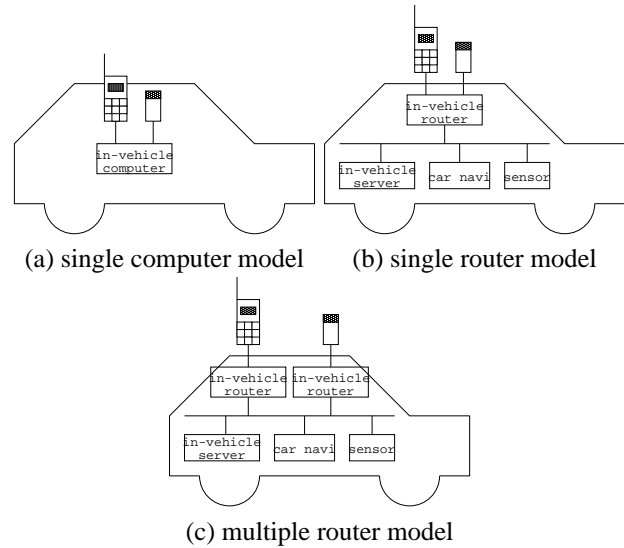 in-vehicle
computer
in-vehicle
router
in-vehicle
server
car navi
sensor
(a) single computer model
(b) single router model
in-vehicle
router
in-vehicle
router
in-vehicle
server
car navi
sensor
(c) multiple router model